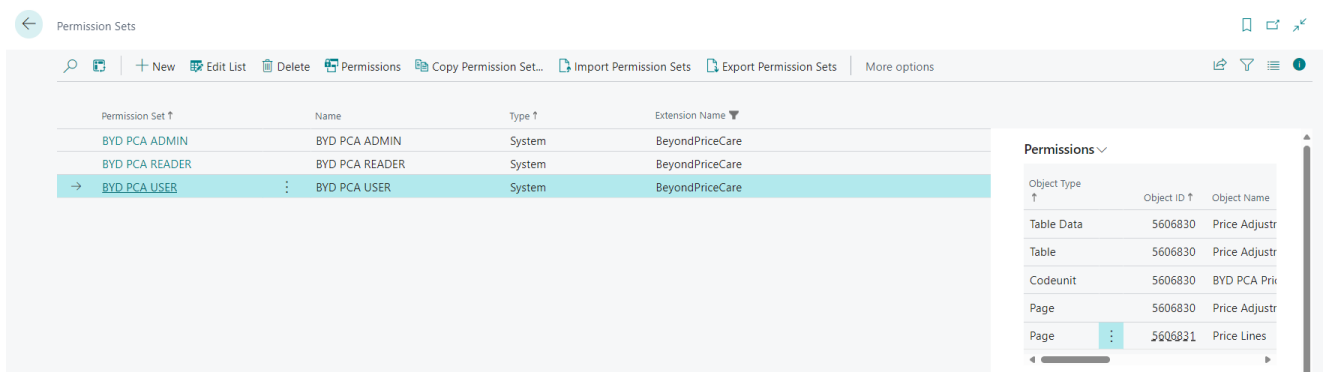 Permission Sets
New Edit List Delete Permissions Copy Permission Set... Import Permission Sets Export Permission Sets More options
Permission Set ↑ Name Type ↑ Extension Name
BYD PCA ADMIN BYD PCA ADMIN System BeyondPriceCare
BYD PCA READER BYD PCA READER System BeyondPriceCare
BYD PCA USER BYD PCA USER System BeyondPriceCare
Permissions
Object Type
↑ Object ID ↑ Object Name
Table Data 5606830 Price Adjustr
Table 5606830 Price Adjustr
Codeunit 5606830 BYD PCA Pric
Page 5606830 Price Adjustr
Page 5606831 Price Lines